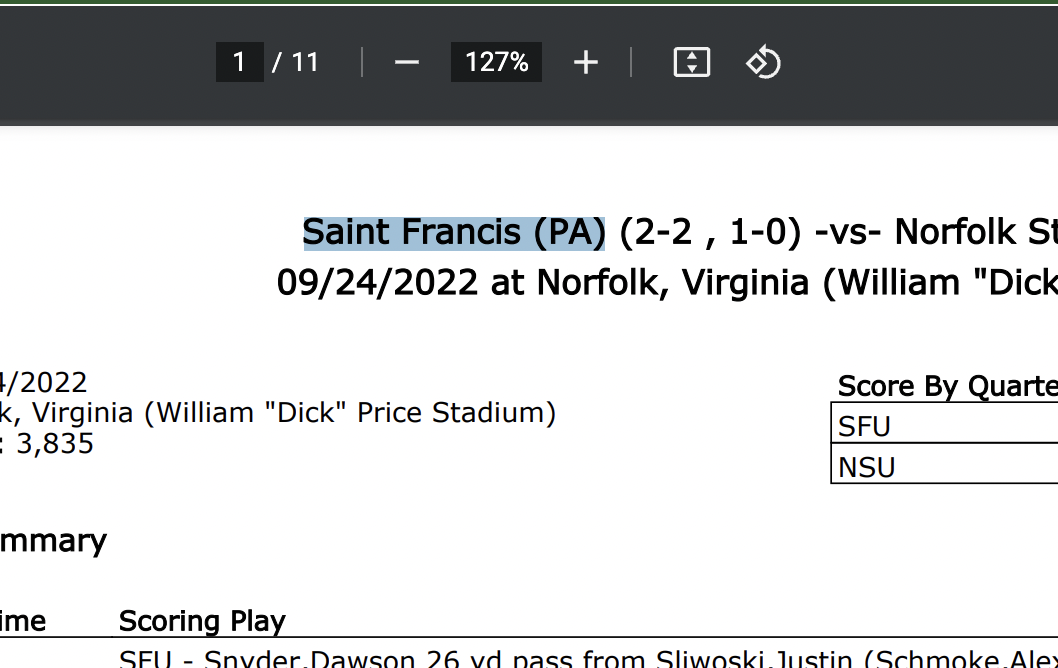 1 / 11 127%
Saint Francis (PA) (2-2 , 1-0) -vs- Norfolk St
09/24/2022 at Norfolk, Virginia (William "Dick
4/2022
k, Virginia (William "Dick" Price Stadium)
: 3,835
Score By Quarte
SFU
NSU
mmary
ime Scoring Play
SFU - Snyder,Dawson 26 yd pass from Sliwoski,Justin (Schmoke,Alex